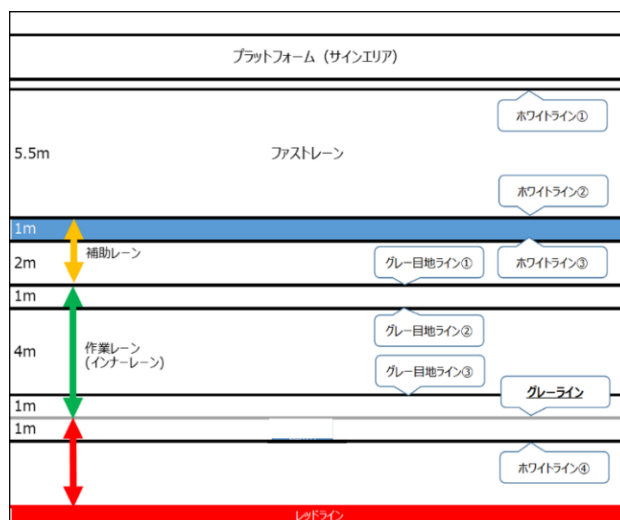 プラットフォーム（サインエリア）
ホワイトライン①
5.5m
ファストレーン
ホワイトライン②
1m
補助レーン
2m
グレー目地ライン①
ホワイトライン③
1m
グレー目地ライン②
4m
作業レーン
(インナーレーン)
グレー目地ライン③
グレーライン
1m
1m
ホワイトライン④
レッドライン